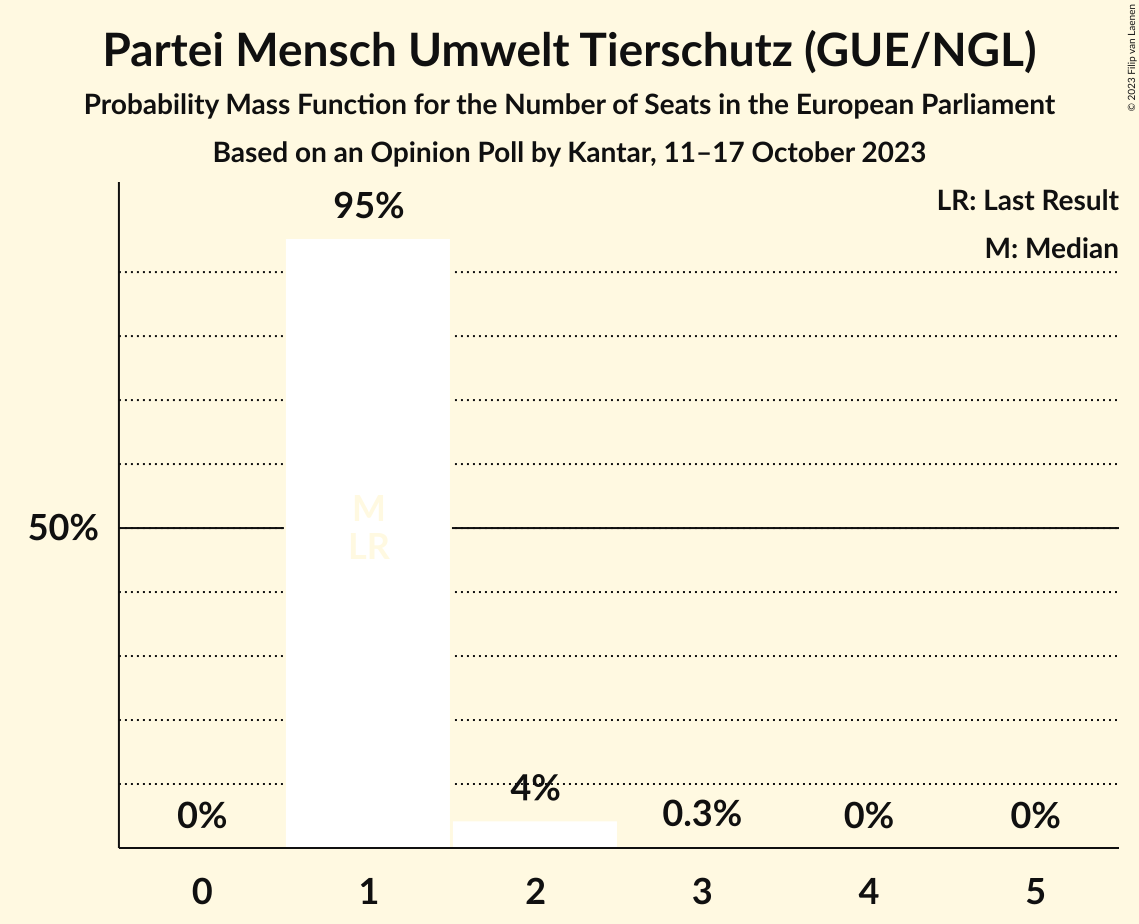 Partei Mensch Umwelt Tierschutz (GUE/NGL)
Probability Mass Function for the Number of Seats in the European Parliament
Based on an Opinion Poll by Kantar, 11–17 October 2023
© 2023 Filip van Laenen
LR: Last Result
M: Median
95%
50%
M
LR
0%
4%
0.3%
0%
0%
0
1
2
3
4
5